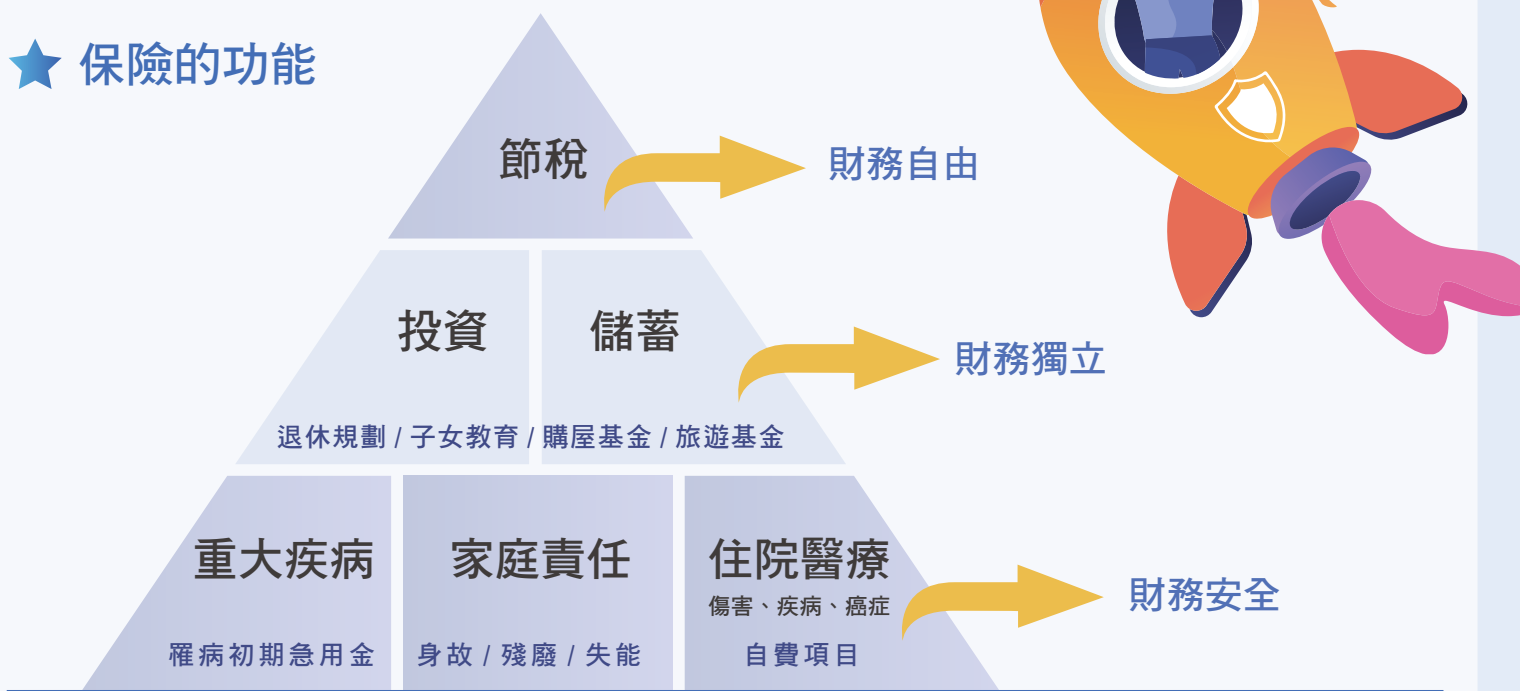 保險的功能
節稅
財務自由
投資 儲蓄
財務獨立
退休規劃 / 子女教育 / 購屋基金 / 旅遊基金
重大疾病 家庭責任 住院醫療
傷害、疾病、癌症
財務安全
罹病初期急用金 身故 / 殘廢 / 失能 自費項目